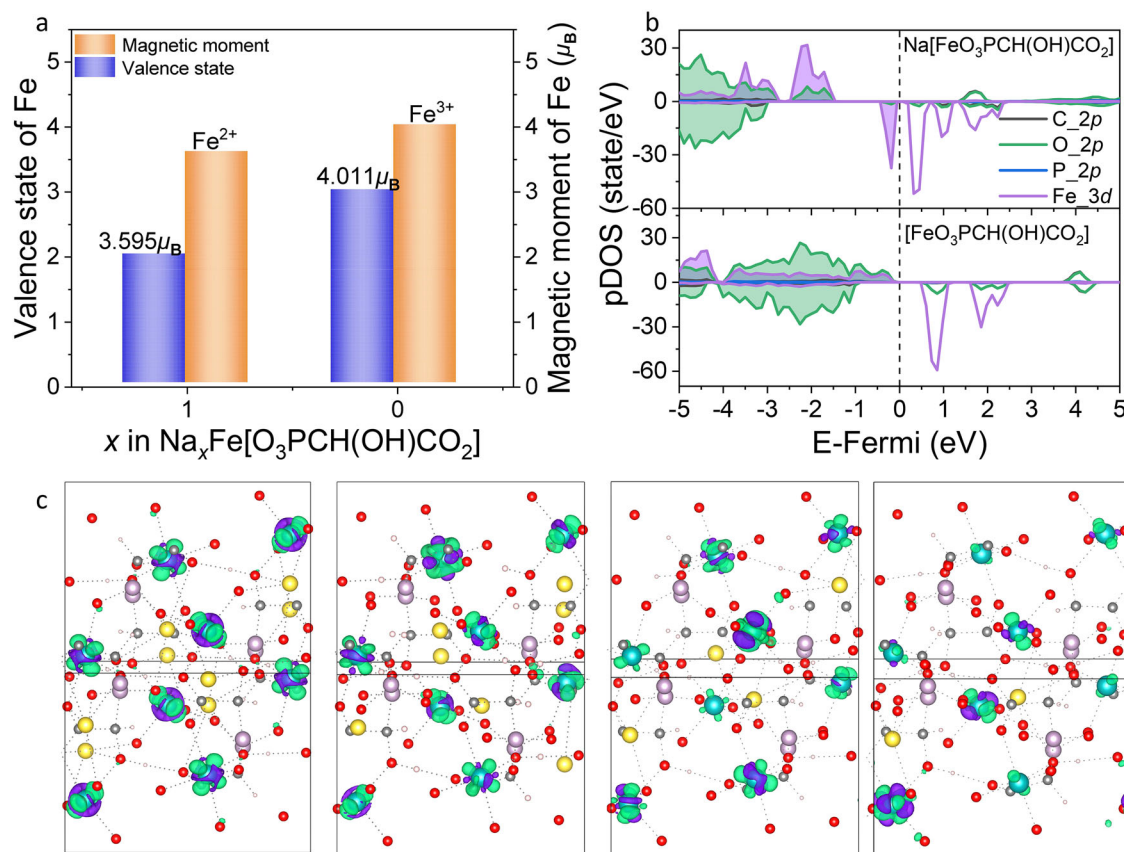 a
Magnetic moment
Valence state
Fe²⁺
Fe³⁺
3.595μ_B
4.011μ_B
5
4
3
2
1
0
5
4
3
2
1
0
Valence state of Fe
Magnetic moment of Fe (μ_B)
1
0
x in NaₓFe[O₃PCH(OH)CO₂]
b
Na[FeO₃PCH(OH)CO₂]
C_2p
O_2p
P_2p
Fe_3d
[FeO₃PCH(OH)CO₂]
30
0
-30
-60
30
0
-30
-60
pDOS (state/eV)
-5 -4 -3 -2 -1 0 1 2 3 4 5
E-Fermi (eV)
c